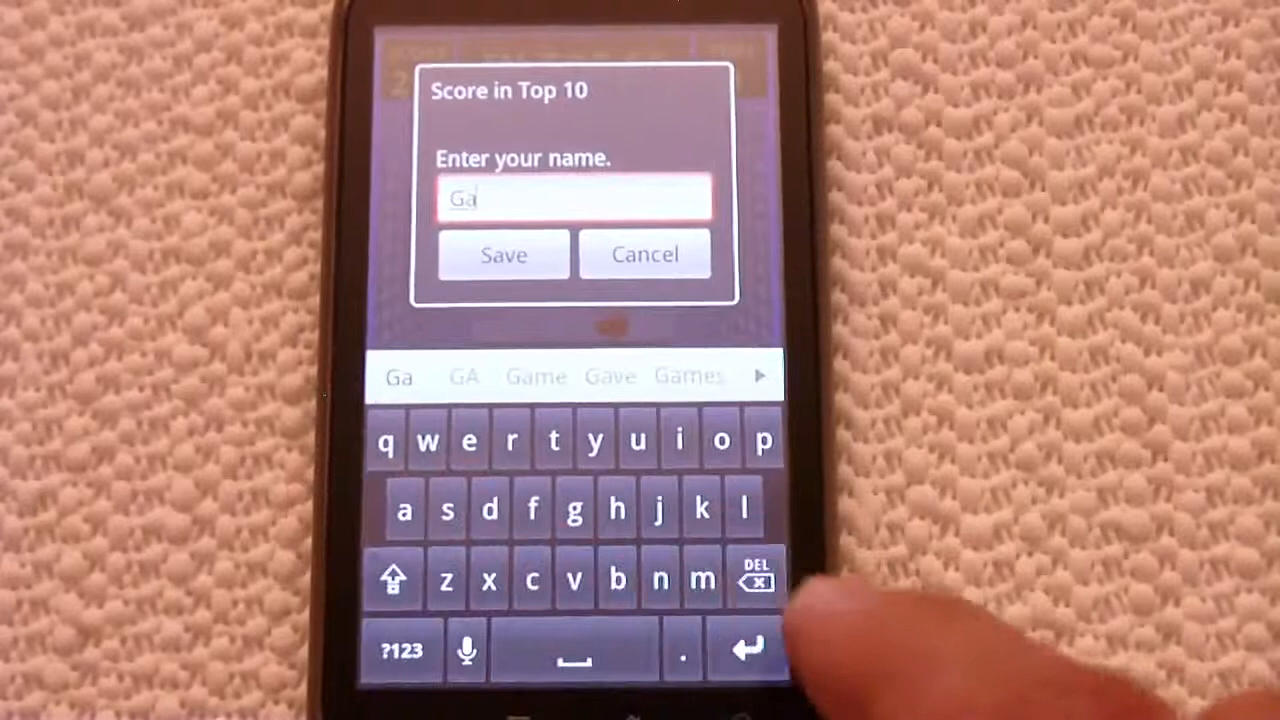 Score in Top 10
Enter your name.
Ga
Save Cancel
Ga GA Game Gave Games
q w e r t y u i o p
a s d f g h j k l
z x c v b n m DEL
?123 .